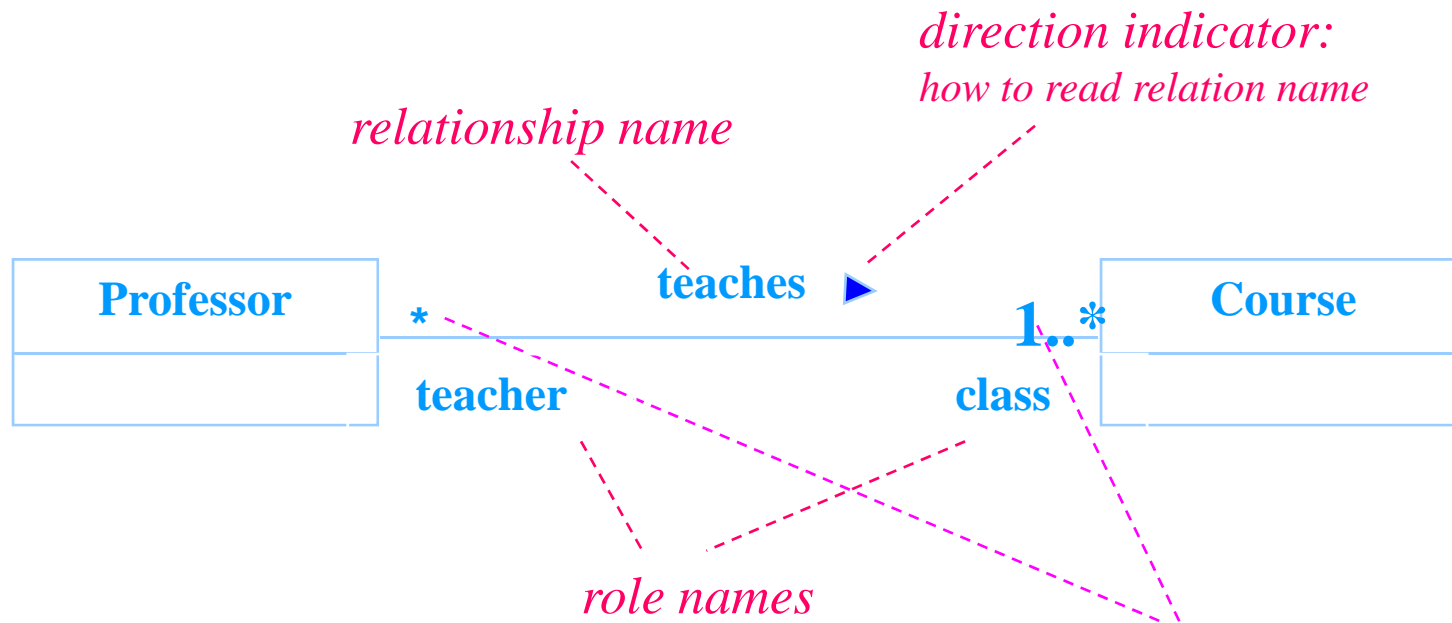 direction indicator:
how to read relation name
relationship name
teaches
Professor
*
1..*
Course
teacher
class
role names